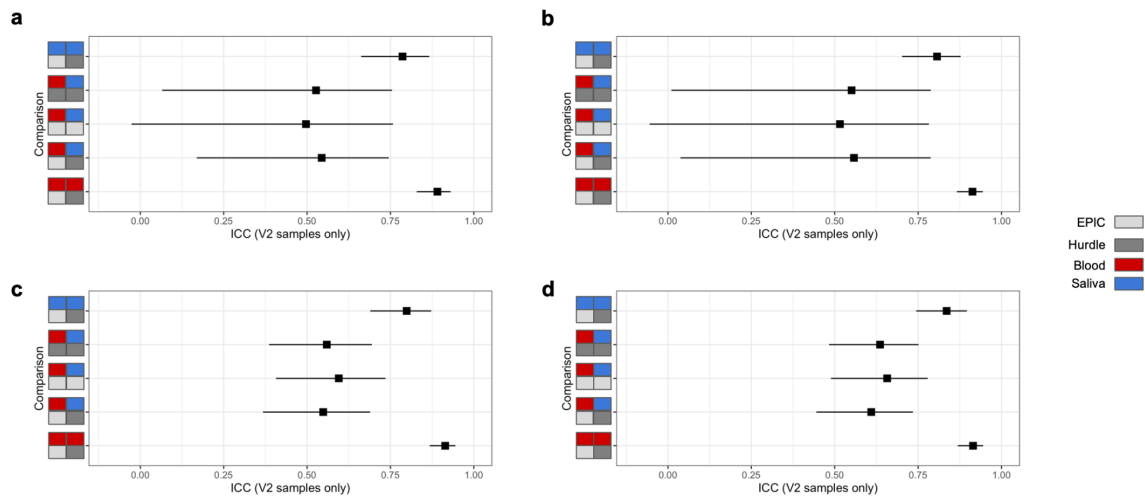 a
Comparison
0.00 0.25 0.50 0.75 1.00
ICC (V2 samples only)
b
Comparison
0.00 0.25 0.50 0.75 1.00
ICC (V2 samples only)
EPIC
Hurdle
Blood
Saliva
c
Comparison
0.00 0.25 0.50 0.75 1.00
ICC (V2 samples only)
d
Comparison
0.00 0.25 0.50 0.75 1.00
ICC (V2 samples only)